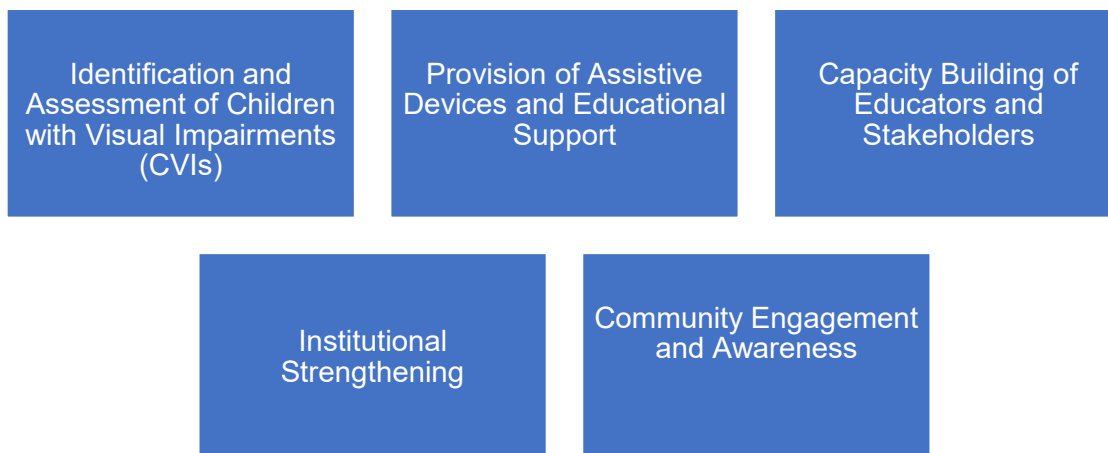 Identification and
Assessment of Children
with Visual Impairments
(CVIs)
Provision of Assistive
Devices and Educational
Support
Capacity Building of
Educators and
Stakeholders
Institutional
Strengthening
Community Engagement
and Awareness